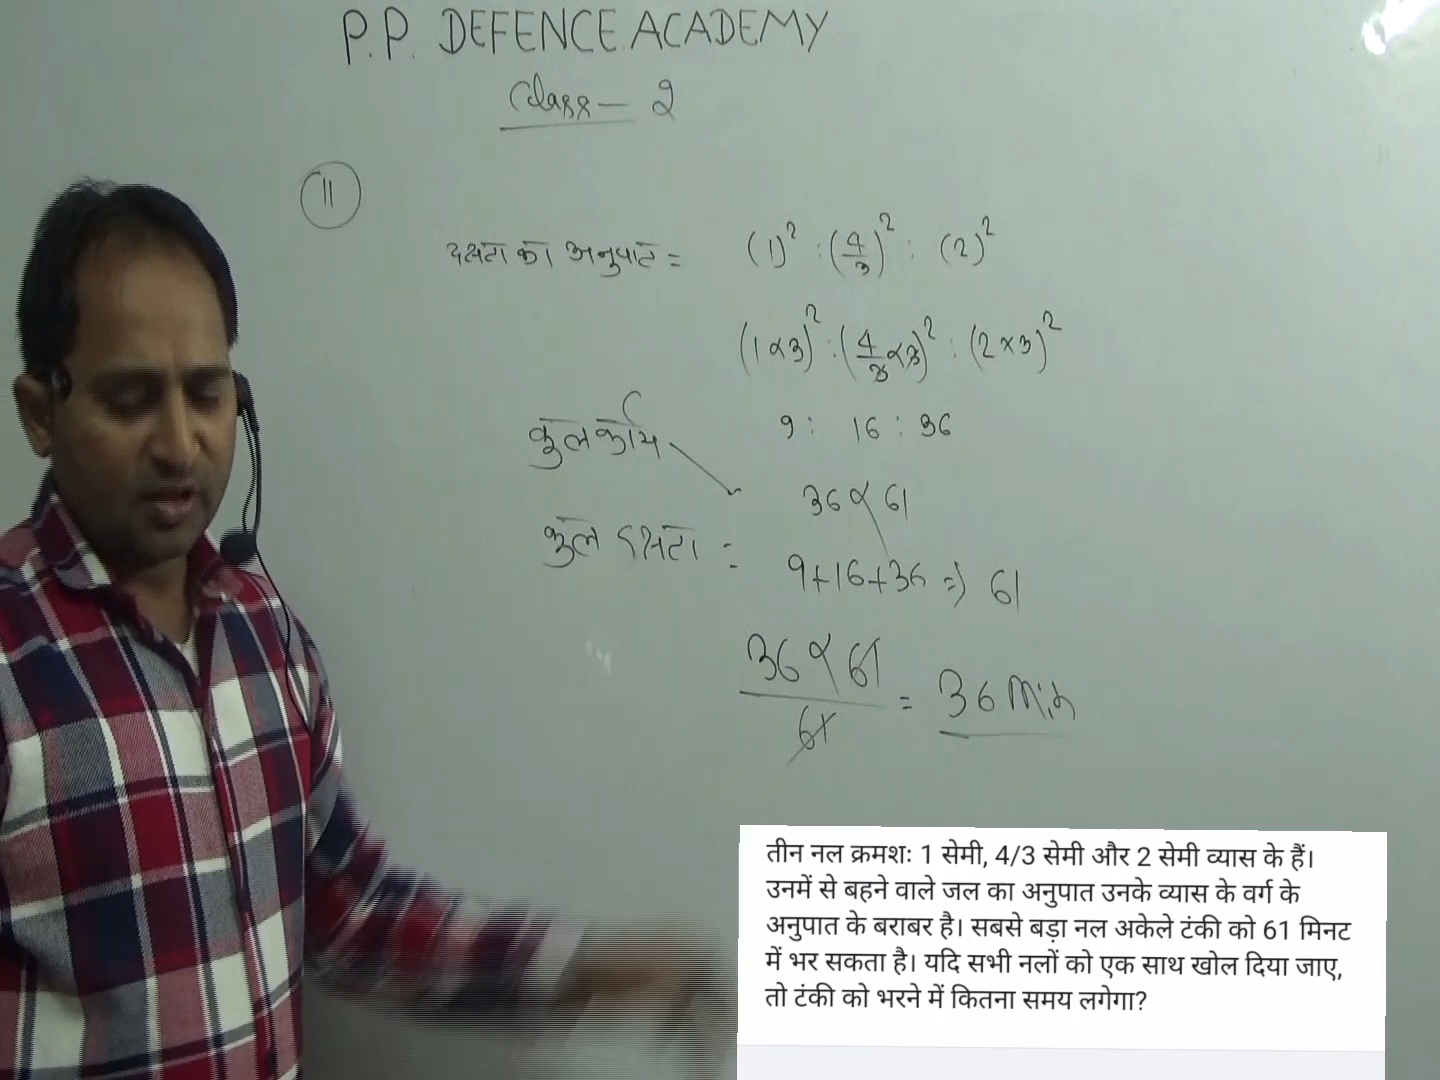 P.P. DEFENCE ACADEMY
Class - 2
11
दक्षता का अनुपात = (1)² : (4/3)² : (2)²
(1×3)² : (4/3×3)² : (2×3)²
9 : 16 : 36
कुल कार्य 36×61
कुल दक्षता = 9+16+36 => 61
36×61/61 = 36 Min
तीन नल क्रमशः 1 सेमी, 4/3 सेमी और 2 सेमी व्यास के हैं।
उनमें से बहने वाले जल का अनुपात उनके व्यास के वर्ग के
अनुपात के बराबर है। सबसे बड़ा नल अकेले टंकी को 61 मिनट
में भर सकता है। यदि सभी नलों को एक साथ खोल दिया जाए,
तो टंकी को भरने में कितना समय लगेगा?